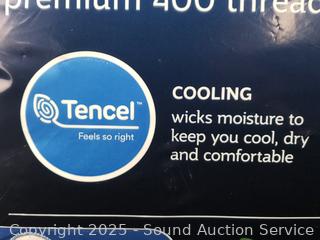 premium 400 thread
Tencel™
Feels so right
COOLING
wicks moisture to
keep you cool, dry
and comfortable
Copyright 2025 - Sound Auction Service